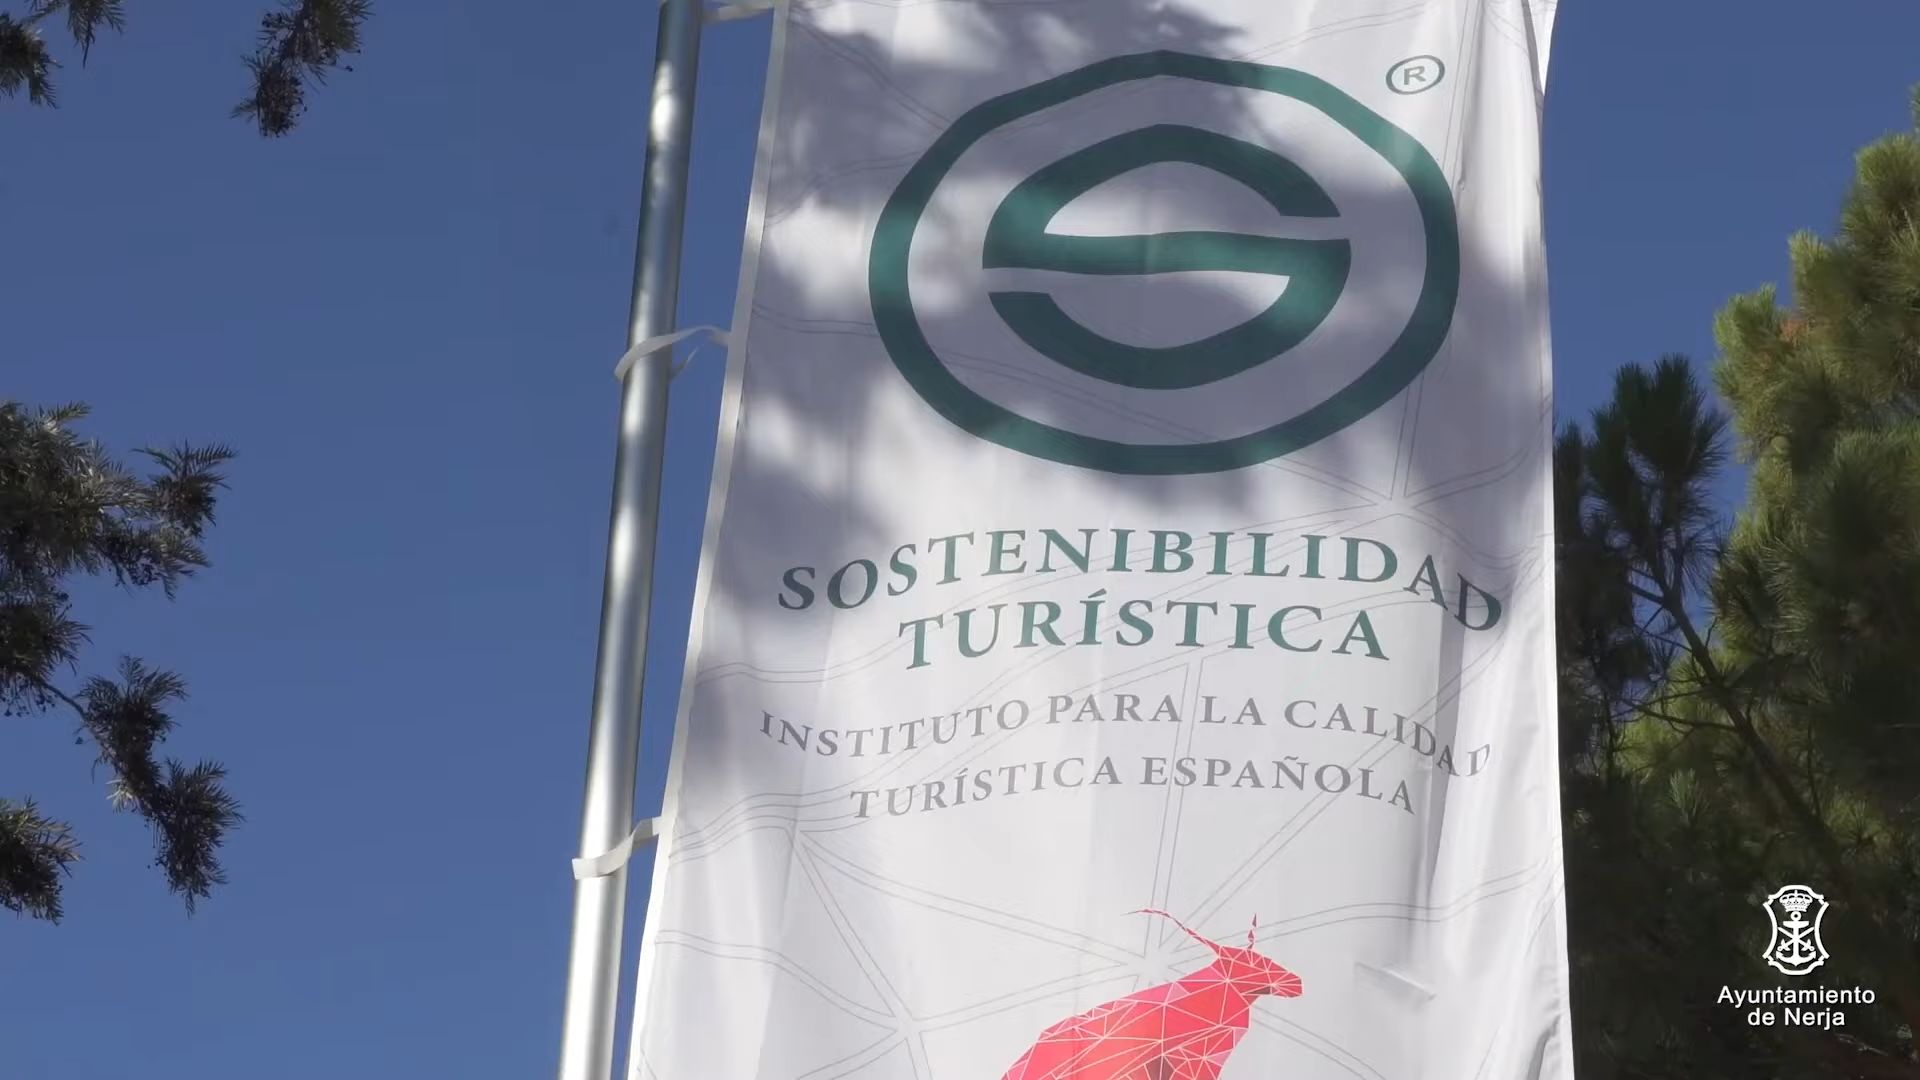 ®
SOSTENIBILIDAD
TURÍSTICA
INSTITUTO PARA LA CALIDAD
TURÍSTICA ESPAÑOLA
Ayuntamiento
de Nerja